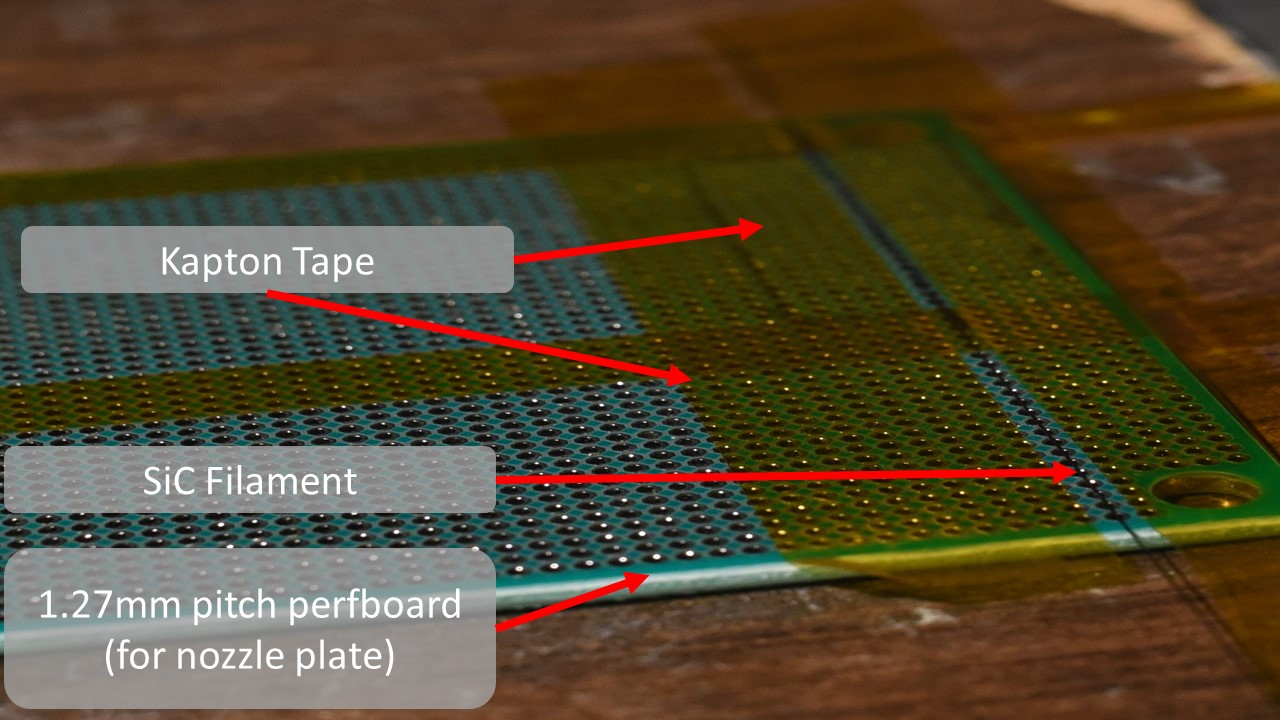 Kapton Tape
SiC Filament
1.27mm pitch perfboard
(for nozzle plate)